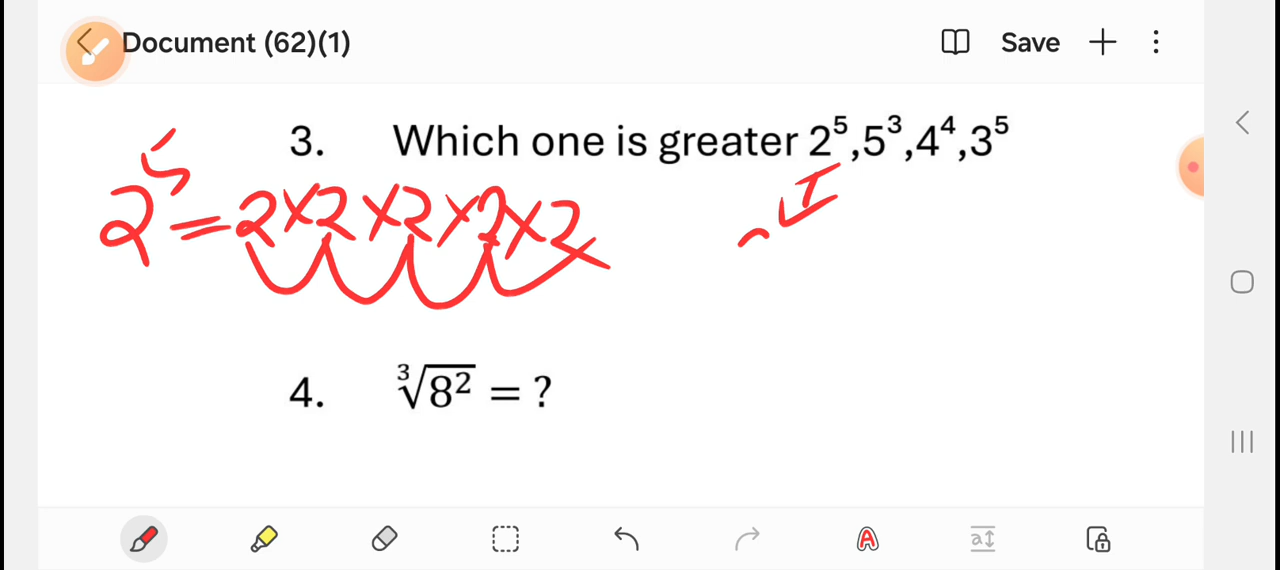 Document (62)(1) Save
3. Which one is greater 2⁵,5³,4⁴,3⁵
2⁵=2×2×2×2×2
4. ∛8² = ?